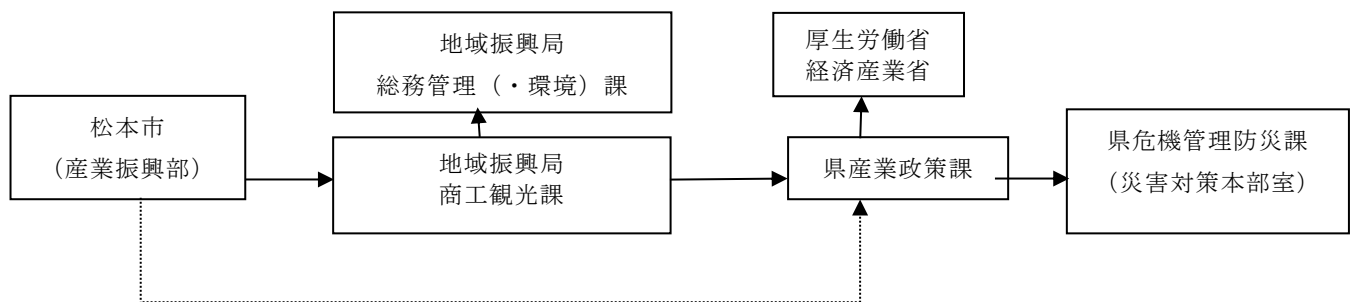 松本市
（産業振興部）
地域振興局
総務管理（・環境）課
地域振興局
商工観光課
厚生労働省
経済産業省
県産業政策課
県危機管理防災課
（災害対策本部室）